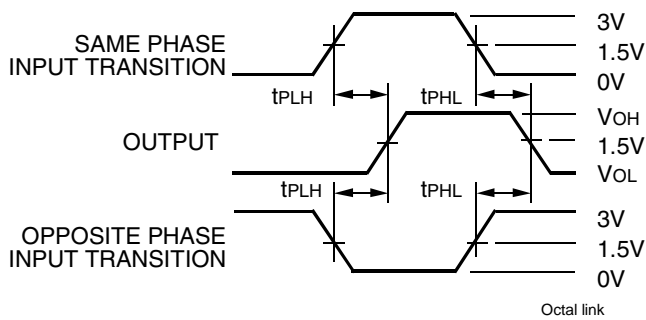 SAME PHASE
INPUT TRANSITION
3V
1.5V
0V
tPLH
tPHL
OUTPUT
VOH
1.5V
VOL
tPLH
tPHL
OPPOSITE PHASE
INPUT TRANSITION
3V
1.5V
0V
Octal link